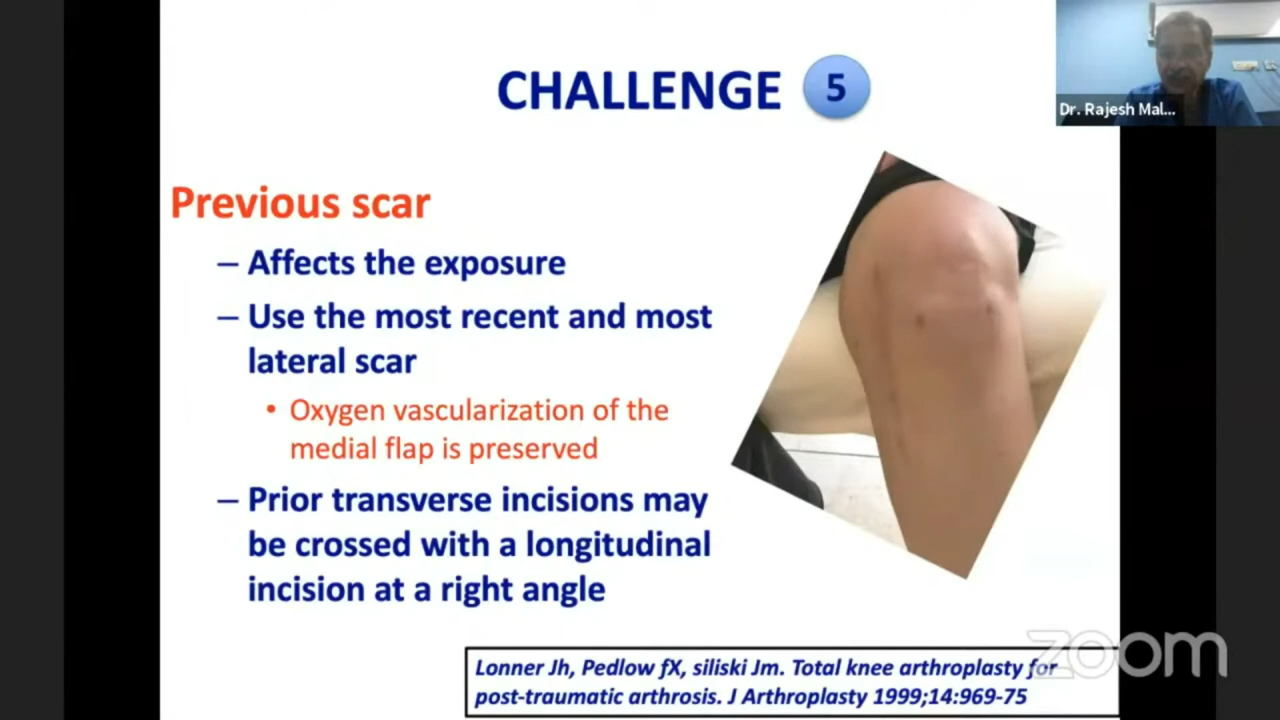 CHALLENGE 5
Dr. Rajesh Mal...
Previous scar
– Affects the exposure
– Use the most recent and most
lateral scar
• Oxygen vascularization of the
medial flap is preserved
– Prior transverse incisions may
be crossed with a longitudinal
incision at a right angle
zoom
Lonner Jh, Pedlow fX, siliski Jm. Total knee arthroplasty for
post-traumatic arthrosis. J Arthroplasty 1999;14:969-75